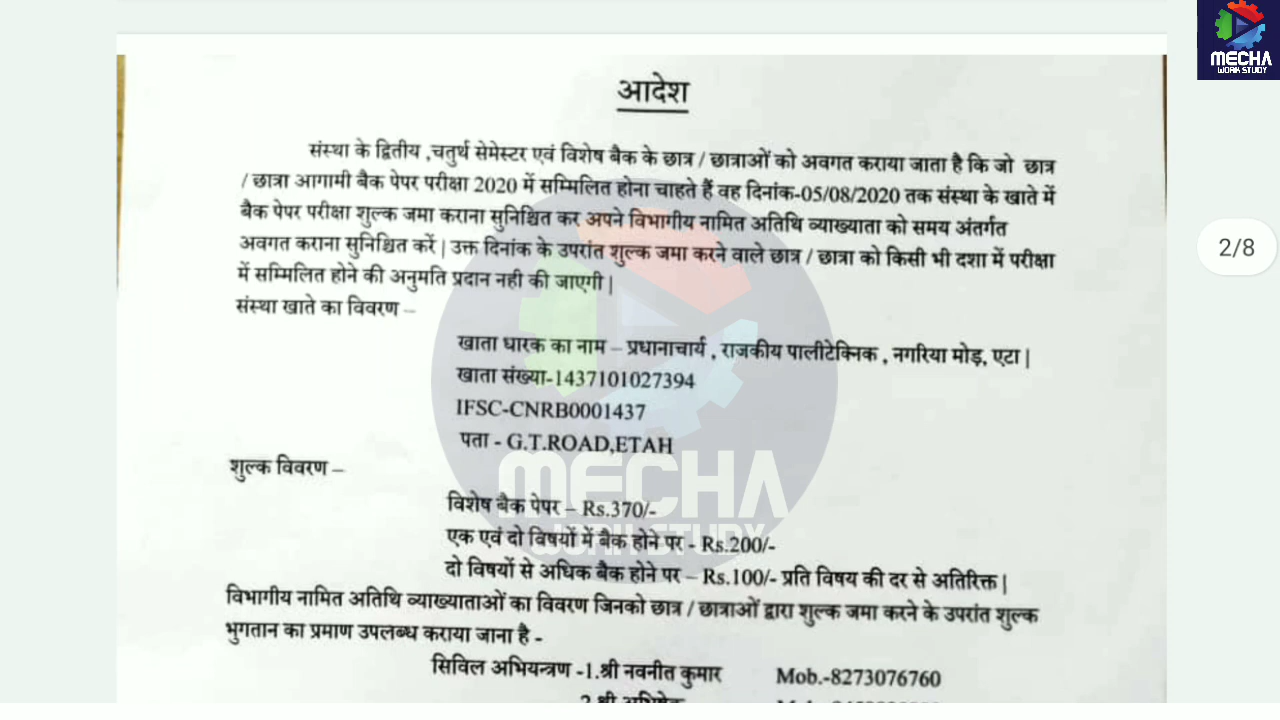 MECHA
WORK STUDY
आदेश
संस्था के द्वितीय ,चतुर्थ सेमेस्टर एवं विशेष बैक के छात्र / छात्राओं को अवगत कराया जाता है कि जो छात्र
/ छात्रा आगामी बैक पेपर परीक्षा 2020 में सम्मिलित होना चाहते हैं वह दिनांक-05/08/2020 तक संस्था के खाते में
बैक पेपर परीक्षा शुल्क जमा कराना सुनिश्चित कर अपने विभागीय नामित अतिथि व्याख्याता को समय अंतर्गत
अवगत कराना सुनिश्चित करें | उक्त दिनांक के उपरांत शुल्क जमा करने वाले छात्र / छात्रा को किसी भी दशा में परीक्षा
में सम्मिलित होने की अनुमति प्रदान नही की जाएगी |
2/8
संस्था खाते का विवरण –
खाता धारक का नाम – प्रधानाचार्य , राजकीय पालीटेक्निक , नगरिया मोड़, एटा |
खाता संख्या-1437101027394
IFSC-CNRB0001437
पता - G.T.ROAD,ETAH
शुल्क विवरण –
MECHA
WORK STUDY
विशेष बैक पेपर – Rs.370/-
एक एवं दो विषयों में बैक होने पर - Rs.200/-
दो विषयों से अधिक बैक होने पर – Rs.100/- प्रति विषय की दर से अतिरिक्त |
विभागीय नामित अतिथि व्याख्याताओं का विवरण जिनको छात्र / छात्राओं द्वारा शुल्क जमा करने के उपरांत शुल्क
भुगतान का प्रमाण उपलब्ध कराया जाना है -
सिविल अभियन्त्रण -1.श्री नवनीत कुमार Mob.-8273076760